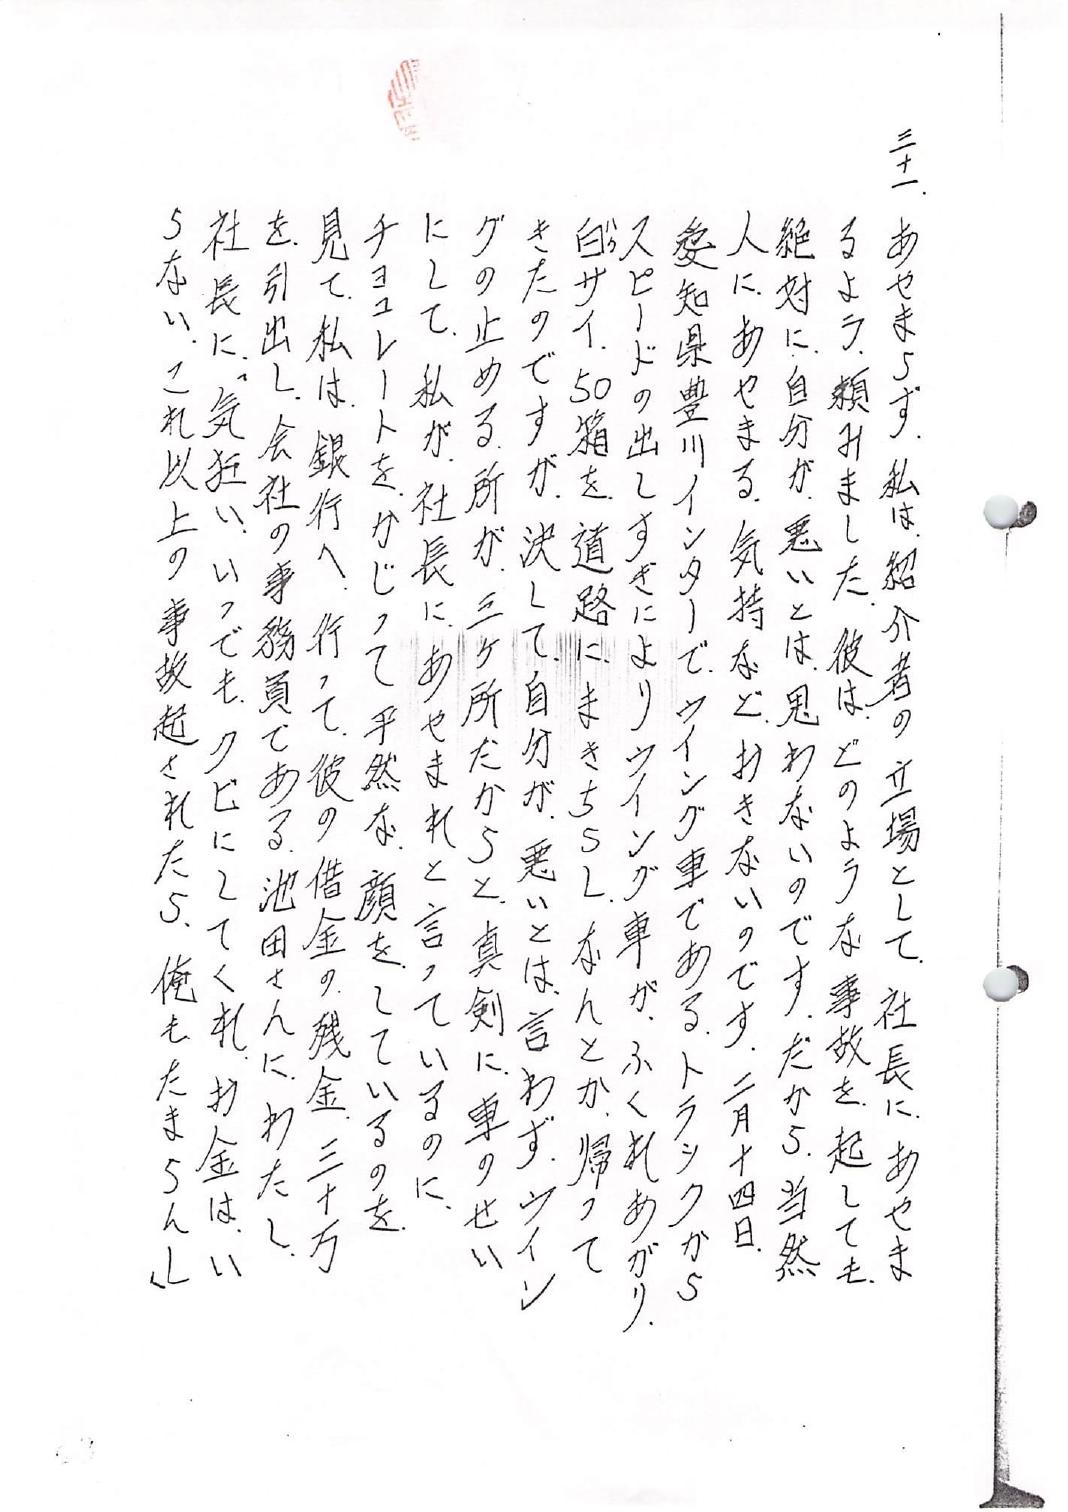 三十一.
あやまらず、私は、紹介者の立場として、社長に、あやま
るよう、頼みました、彼は、どのような事故を、起しても、
絶対に、自分が、悪いとは、思わないのです、だから、当然
人に、あやまる、気持など、おきないのです、二月十四日、
愛知県豊川インターで、ウイング車である、トラックから
スピードの出しすぎによりウイング車が、ふくれあがり、
白サイ、50箱を、道路に、まきちらし、なんとか、帰って
きたのですが、決して、自分が、悪いとは、言わず、ウイン
グの止める、所が、三ヶ所だからと、真剣に、車のせい
にして、私が、社長に、あやまれと言っているのに、
チョコレートを、かじって平然な、顔を、しているのを、
見て、私は、銀行へ、行って、彼の借金の、残金、三十万
を、引出し、会社の事務員である、池田さんに、わたし、
社長に、"気狂い、いつでも、クビにしてくれ、お金は、い
らない、これ以上の事故起されたら、俺もたまらん」"